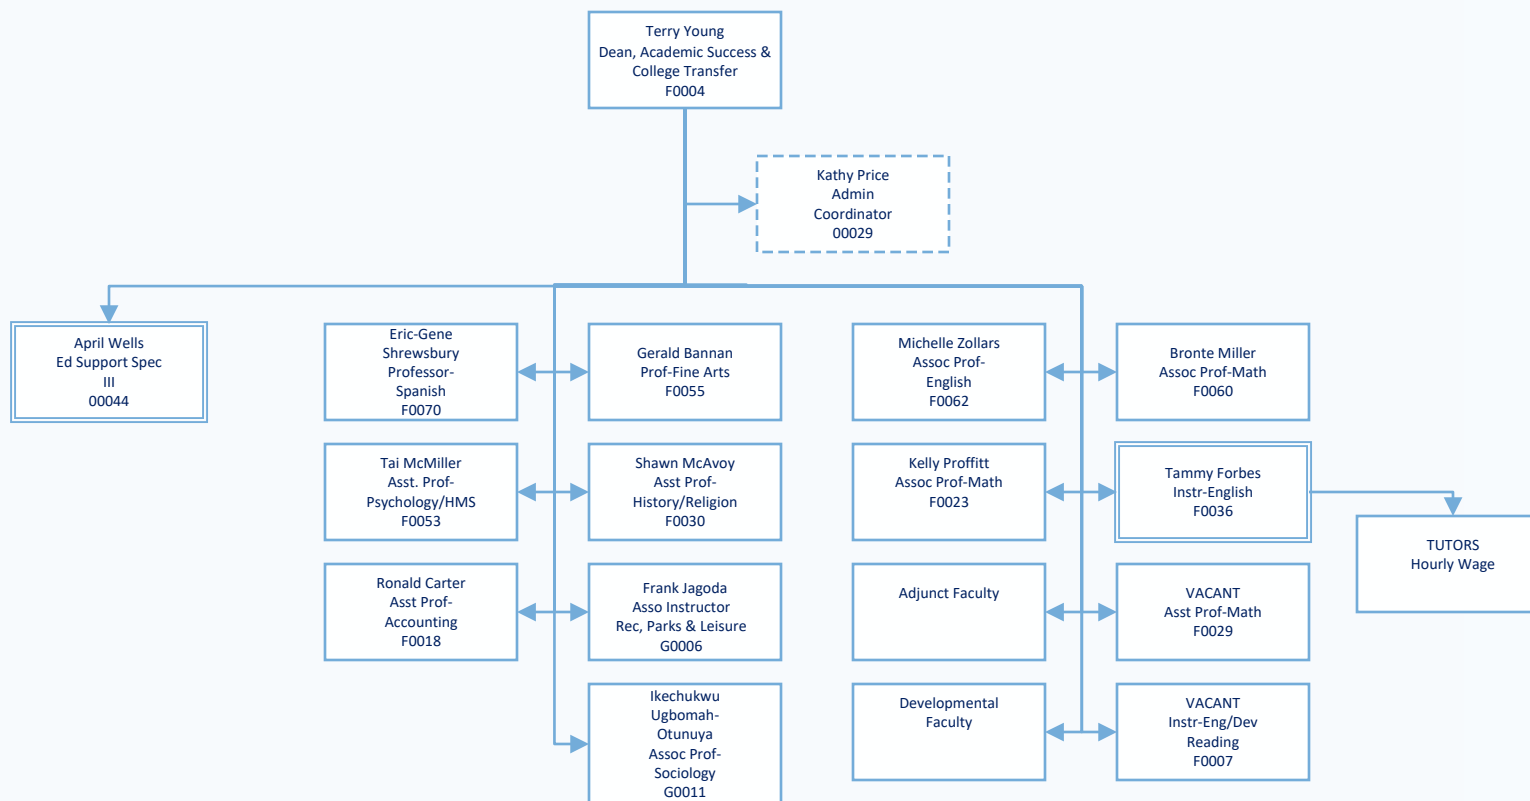 Terry Young
Dean, Academic Success &
College Transfer
F0004
Kathy Price
Admin
Coordinator
00029
April Wells
Ed Support Spec
III
00044
Eric-Gene
Shrewsbury
Professor-
Spanish
F0070
Gerald Bannan
Prof-Fine Arts
F0055
Michelle Zollars
Assoc Prof-
English
F0062
Bronte Miller
Assoc Prof-Math
F0060
Tai McMiller
Asst. Prof-
Psychology/HMS
F0053
Shawn McAvoy
Asst Prof-
History/Religion
F0030
Kelly Proffitt
Assoc Prof-Math
F0023
Tammy Forbes
Instr-English
F0036
TUTORS
Hourly Wage
Ronald Carter
Asst Prof-
Accounting
F0018
Frank Jagoda
Asso Instructor
Rec, Parks & Leisure
G0006
Adjunct Faculty
VACANT
Asst Prof-Math
F0029
Ikechukwu
Ugbomah-
Otunuya
Assoc Prof-
Sociology
G0011
Developmental
Faculty
VACANT
Instr-Eng/Dev
Reading
F0007